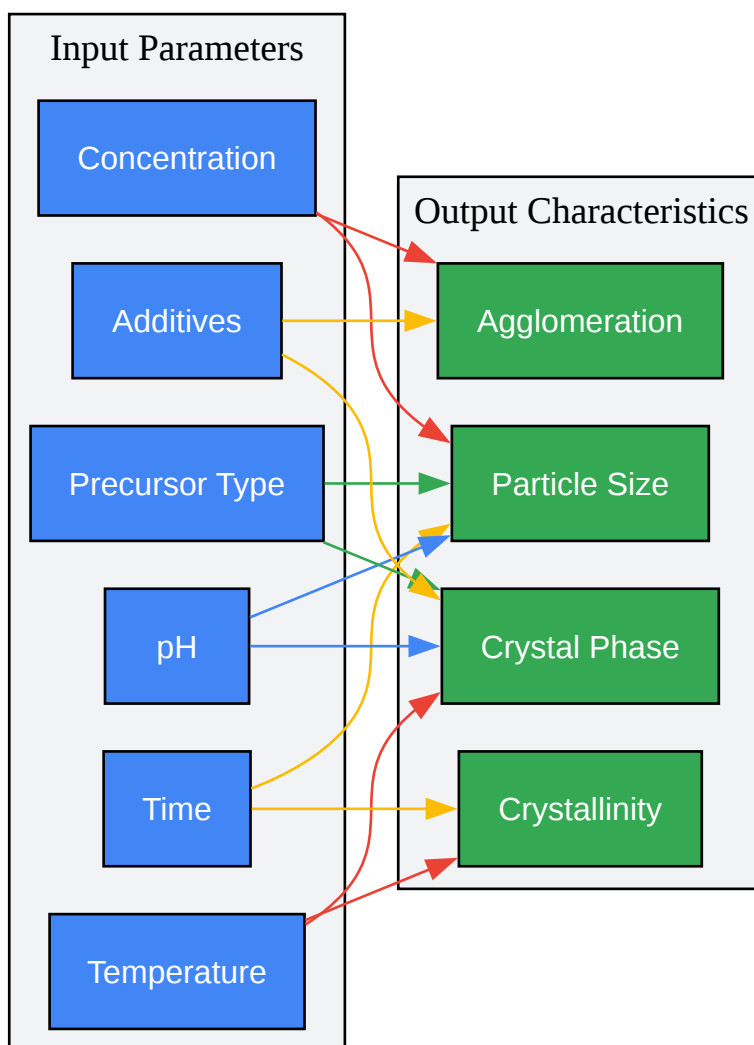 Input Parameters
Concentration
Additives
Precursor Type
pH
Time
Temperature
Output Characteristics
Agglomeration
Particle Size
Crystal Phase
Crystallinity